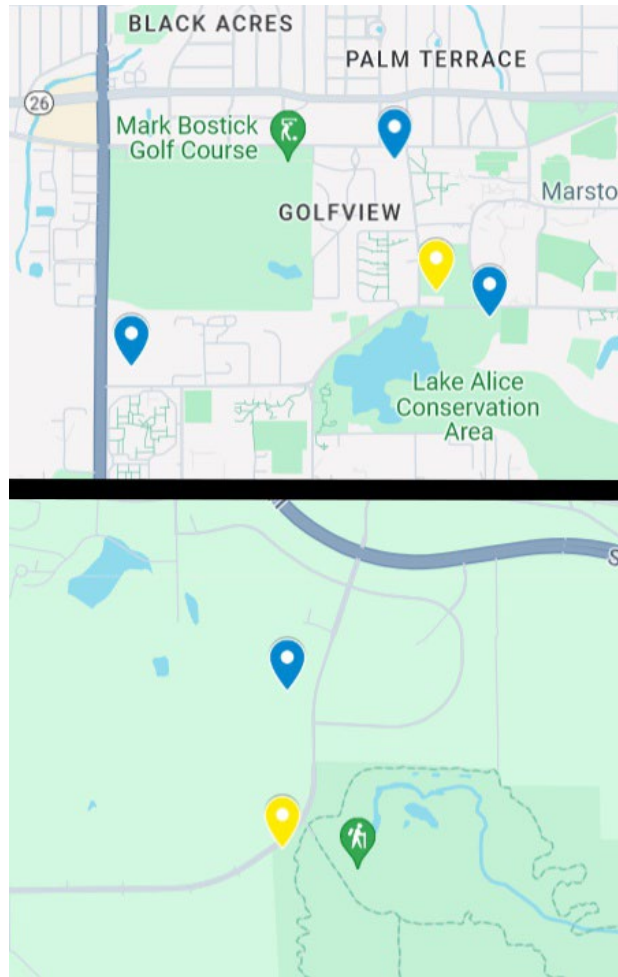 BLACK ACRES
PALM TERRACE
26
Mark Bostick
Golf Course
GOLFVIEW
Marsto
Lake Alice
Conservation
Area
S